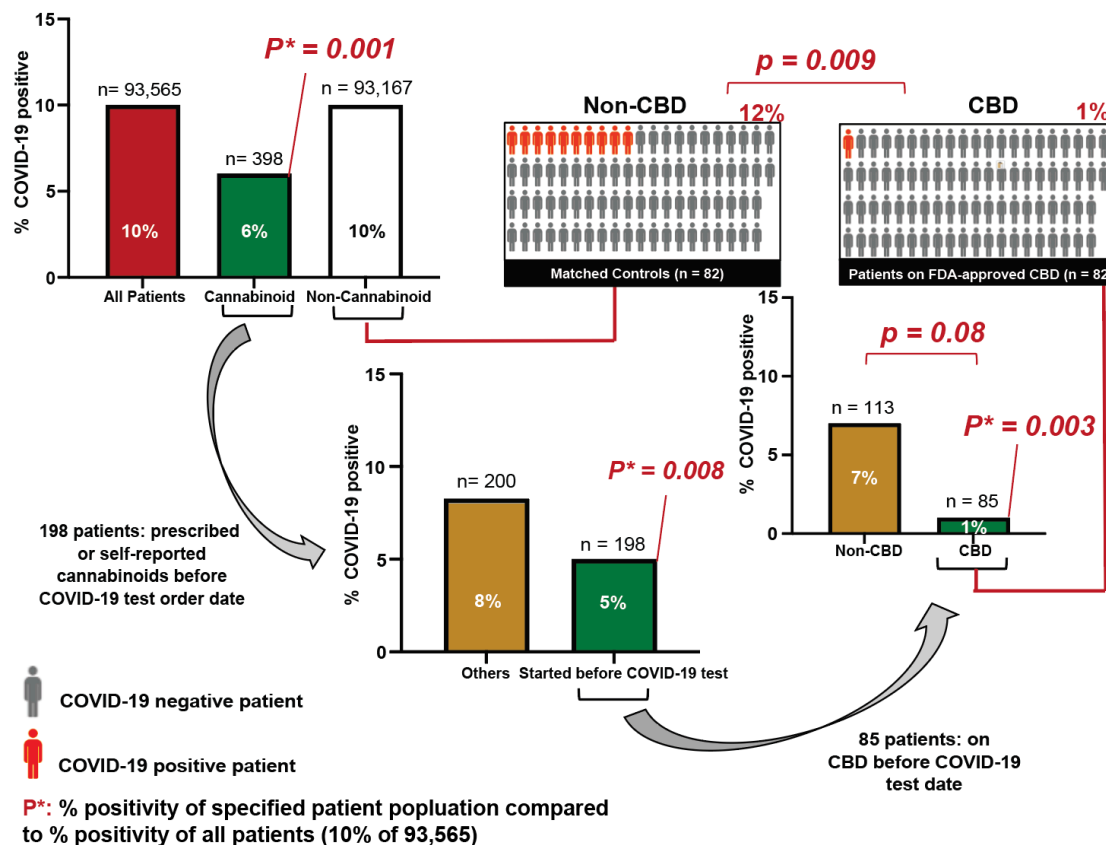 15
10
5
0
% COVID-19 positive
n= 93,565
n= 398
n = 93,167
P* = 0.001
10%
6%
10%
All Patients
Cannabinoid
Non-Cannabinoid
p = 0.009
Non-CBD
12%
Matched Controls (n = 82)
CBD
1%
Patients on FDA-approved CBD (n = 82
198 patients: prescribed
or self-reported
cannabinoids before
COVID-19 test order date
15
10
5
0
% COVID-19 positive
n= 200
n = 198
P* = 0.008
8%
5%
Others
Started before COVID-19 test
15
10
5
0
% COVID-19 positive
p = 0.08
n = 113
n = 85
P* = 0.003
7%
1%
Non-CBD
CBD
85 patients: on
CBD before COVID-19
test date
COVID-19 negative patient
COVID-19 positive patient
P*: % positivity of specified patient popluation compared
to % positivity of all patients (10% of 93,565)